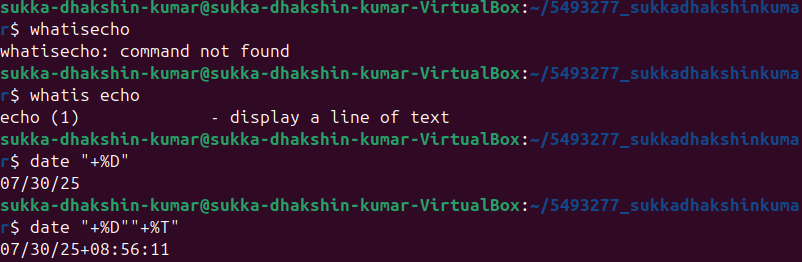 sukka-dhakshin-kumar@sukka-dhakshin-kumar-VirtualBox:~/5493277_sukkadhakshinkuma
r$ whatisecho
whatisecho: command not found
sukka-dhakshin-kumar@sukka-dhakshin-kumar-VirtualBox:~/5493277_sukkadhakshinkuma
r$ whatis echo
echo (1)             - display a line of text
sukka-dhakshin-kumar@sukka-dhakshin-kumar-VirtualBox:~/5493277_sukkadhakshinkuma
r$ date "+%D"
07/30/25
sukka-dhakshin-kumar@sukka-dhakshin-kumar-VirtualBox:~/5493277_sukkadhakshinkuma
r$ date "+%D""+%T"
07/30/25+08:56:11